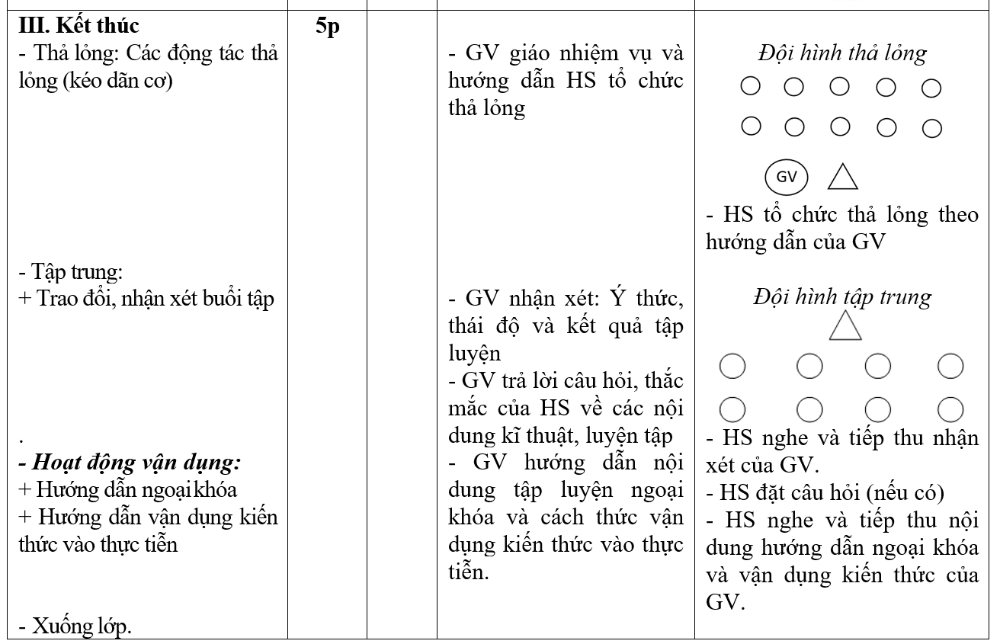 III. Kết thúc
- Thả lỏng: Các động tác thả
lỏng (kéo dãn cơ)
- Tập trung:
+ Trao đổi, nhận xét buổi tập
.
- Hoạt động vận dụng:
+ Hướng dẫn ngoại khóa
+ Hướng dẫn vận dụng kiến
thức vào thực tiễn
- Xuống lớp.
5p
- GV giáo nhiệm vụ và
hướng dẫn HS tổ chức
thả lỏng
- GV nhận xét: Ý thức,
thái độ và kết quả tập
luyện
- GV trả lời câu hỏi, thắc
mắc của HS về các nội
dung kĩ thuật, luyện tập
- GV hướng dẫn nội
dung tập luyện ngoại
khóa và cách thức vận
dụng kiến thức vào thực
tiễn.
Đội hình thả lỏng
GV
- HS tổ chức thả lỏng theo
hướng dẫn của GV
Đội hình tập trung
- HS nghe và tiếp thu nhận
xét của GV.
- HS đặt câu hỏi (nếu có)
- HS nghe và tiếp thu nội
dung hướng dẫn ngoại khóa
và vận dụng kiến thức của
GV.